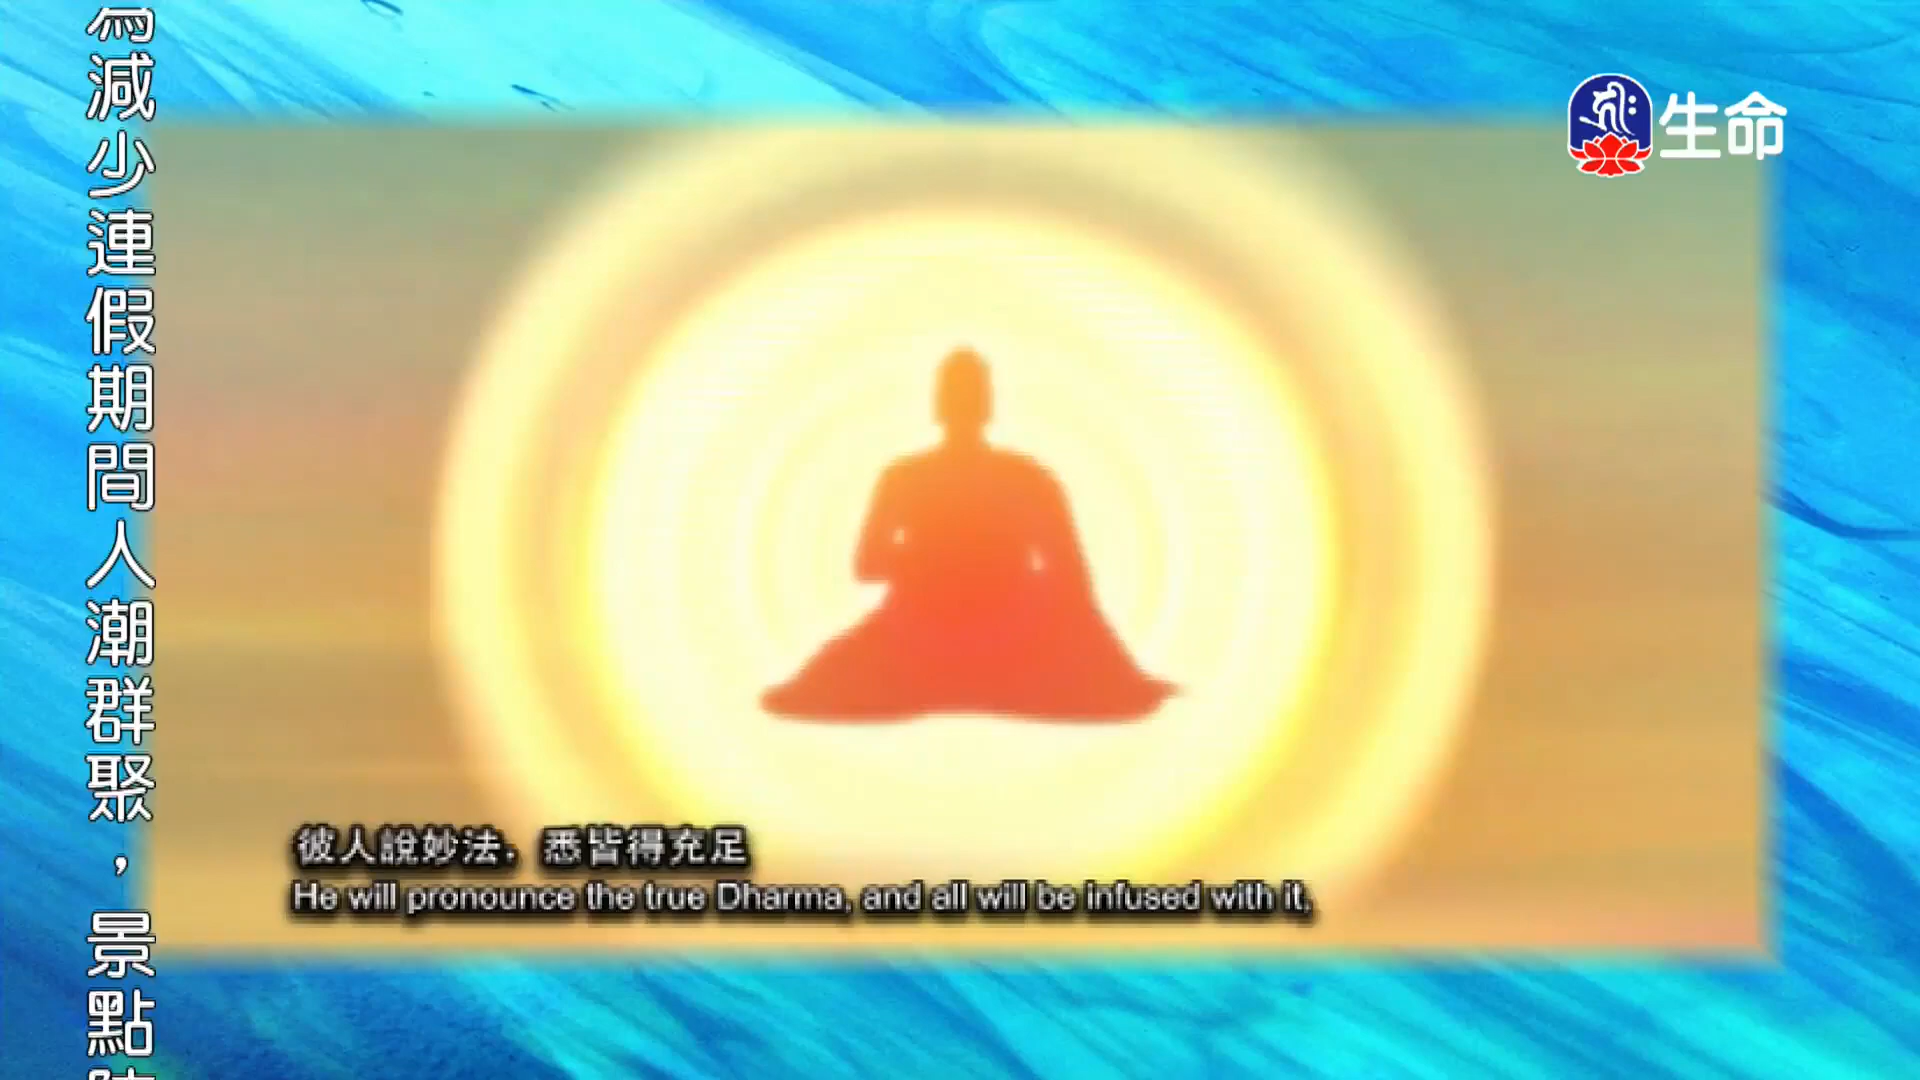 為減少連假期間人潮群聚，景點
生命
彼人說妙法，悉皆得充足
He will pronounce the true Dharma, and all will be infused with it,